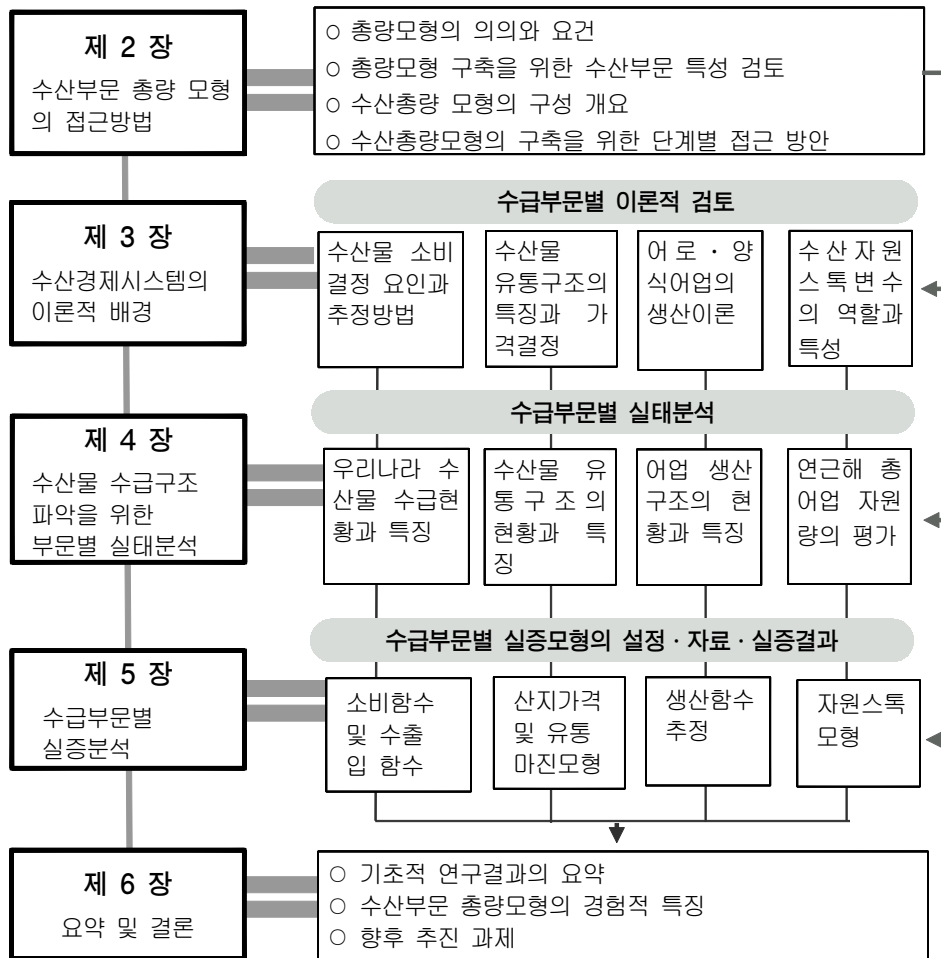 제 2 장
수산부문 총량 모형
의 접근방법
○ 총량모형의 의의와 요건
○ 총량모형 구축을 위한 수산부문 특성 검토
○ 수산총량 모형의 구성 개요
○ 수산총량모형의 구축을 위한 단계별 접근 방안
제 3 장
수산경제시스템의
이론적 배경
수급부문별 이론적 검토
수산물 소비
결정 요인과
추정방법
수산물
유통구조의
특징과 가
격결정
어로·양
식어업의
생산이론
수산자원
스톡변수
의 역할과
특성
제 4 장
수산물 수급구조
파악을 위한
부문별 실태분석
수급부문별 실태분석
우리나라 수
산물 수급현
황과 특징
수산물 유
통구조의
현황과 특
징
어업 생산
구조의 현
황과 특징
연근해 총
어업 자원
량의 평가
제 5 장
수급부문별
실증분석
수급부문별 실증모형의 설정·자료·실증결과
소비함수
및 수출
입 함수
산지가격
및 유통
마진모형
생산함수
추정
자원스톡
모형
제 6 장
요약 및 결론
○ 기초적 연구결과의 요약
○ 수산부문 총량모형의 경험적 특징
○ 향후 추진 과제